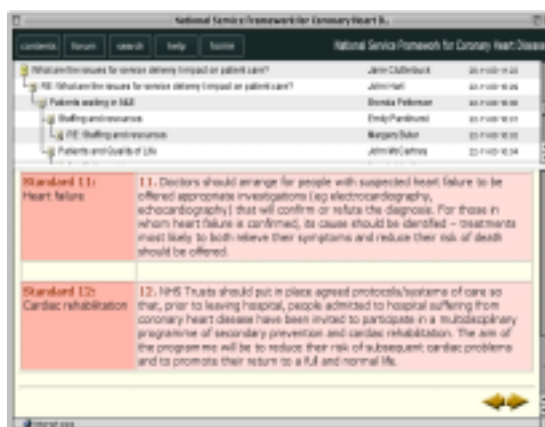 National Service Framework for Coronary Heart D..
contents forum search help home National Service Framework for Coronary Heart Disease
What are the issues for service delivery & impact on patient care?
RE: What are the issues for service delivery & impact on patient care? John Hart
Patients waiting in A&E Brenda
Staffing and resources Emily Pankhurst
RE: Staffing and resources Margery
Patients and Quality of Life John McCartney
Standard 11: 11. Doctors should arrange for people with suspected heart failure to be
Heart failure offered appropriate investigations (eg electrocardiography,
echocardiography) that will confirm or refute the diagnosis. For those in
whom heart failure is confirmed, its cause should be identified – treatments
most likely to both relieve their symptoms and reduce their risk of death
should be offered.
Standard 12: 12. NHS Trusts should put in place agreed protocols/systems of care so
Cardiac rehabilitation that, prior to leaving hospital, people admitted to hospital suffering from
coronary heart disease have been invited to participate in a multidisciplinary
programme of secondary prevention and cardiac rehabilitation. The aim of
the programme will be to reduce their risk of subsequent cardiac problems
and to promote their return to a full and normal life.